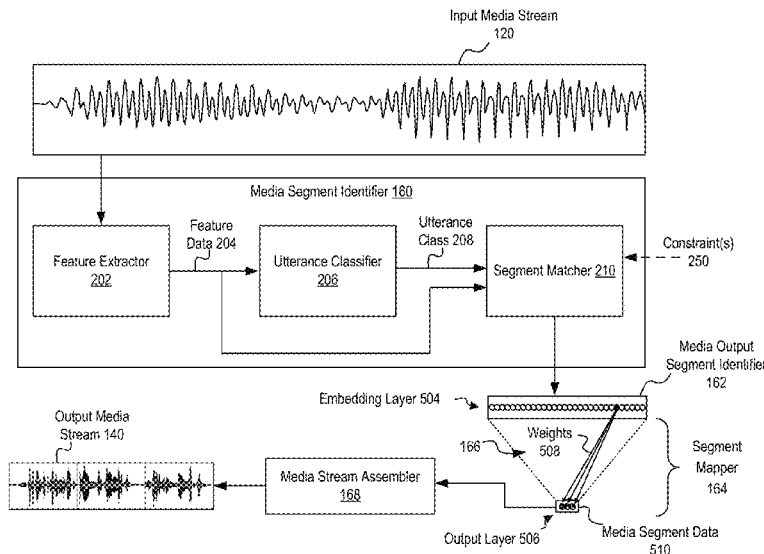 Input Media Stream
120
Media Segment Identifier 160
Feature
Data 204
Utterance
Class 208
Feature Extractor
202
Utterance Classifier
206
Segment Matcher 210
Constraint(s)
250
Media Output
Segment Identifier
162
Embedding Layer 504
Output Media
Stream 140
166
Weights
508
Segment
Mapper
164
Media Stream Assembler
168
Output Layer 506
Media Segment Data
510